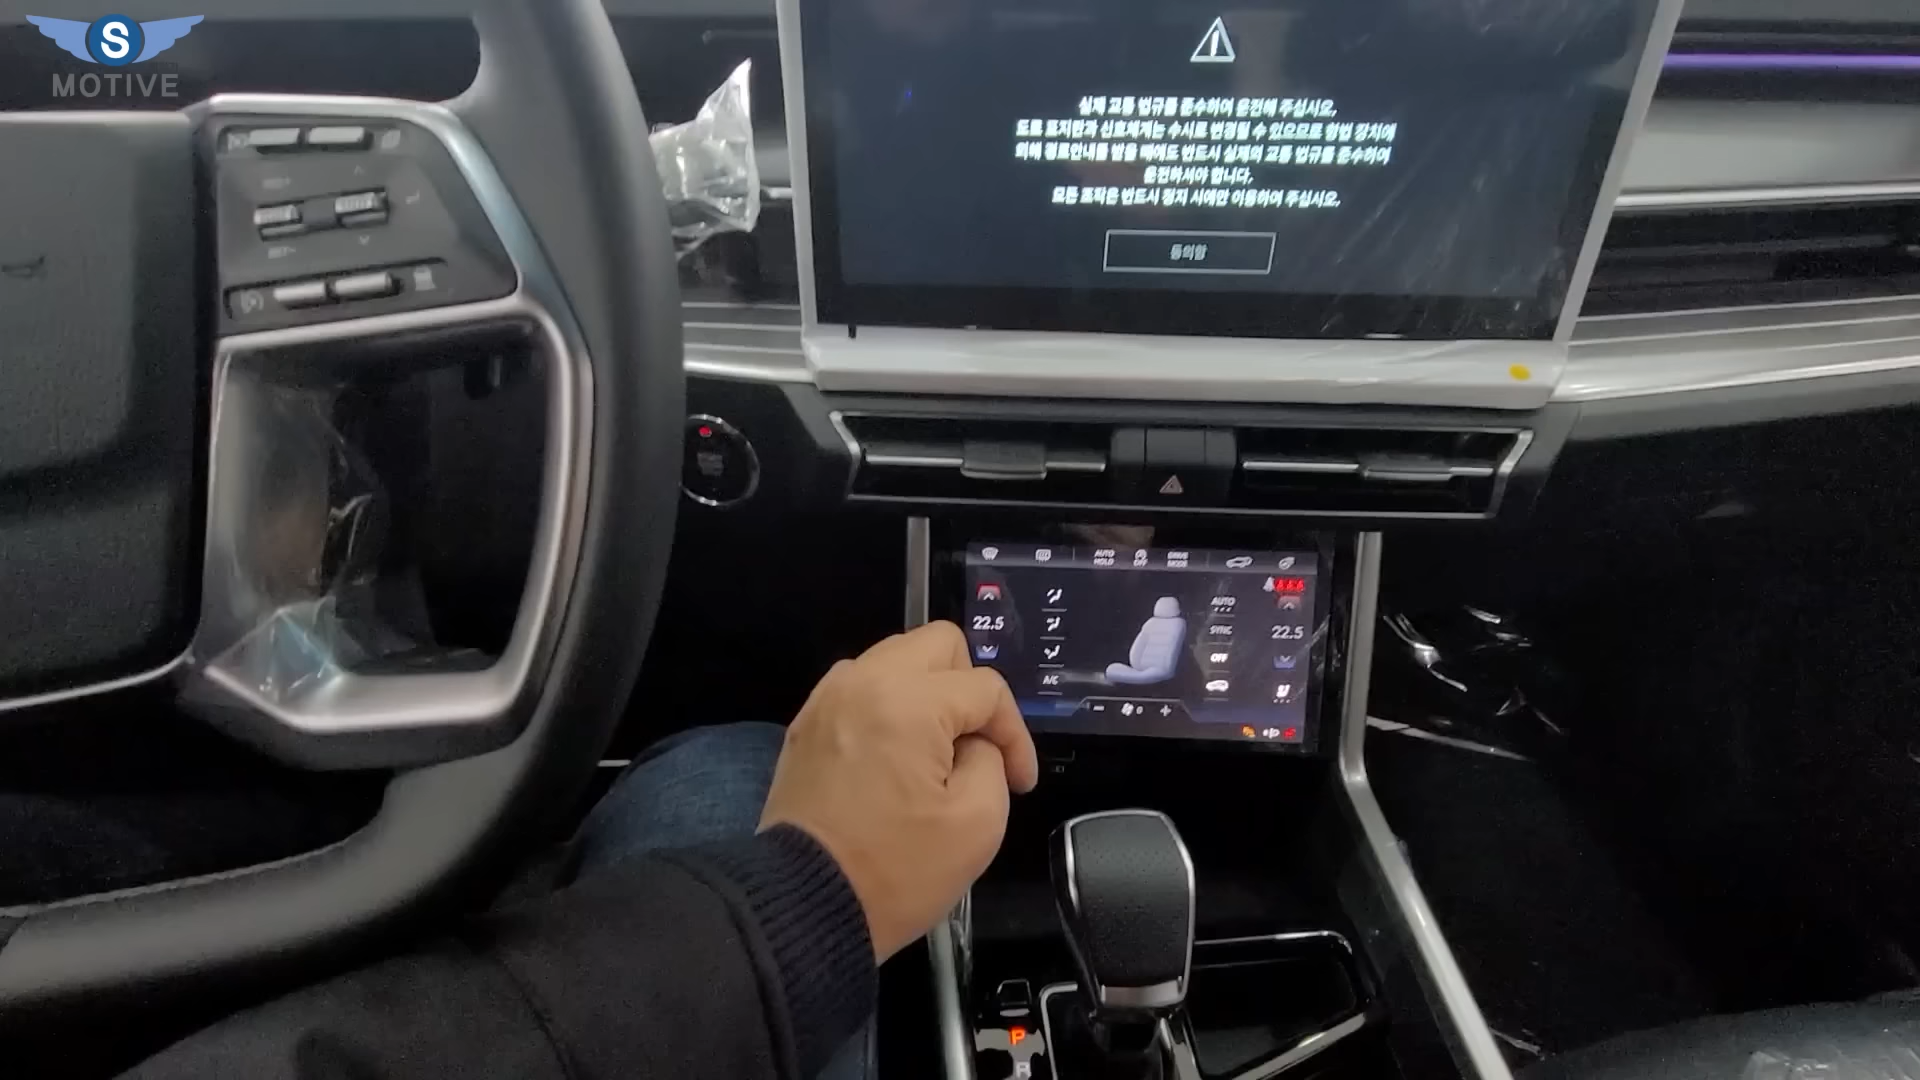 S
MOTIVE
실제 교통 법규를 준수하여 운전해 주십시오.
도로 표지판과 신호체계는 수시로 변경될 수 있으므로 항법 장치에
의해 경로안내를 받을 때에도 반드시 실제의 교통 법규를 준수하여
운전하셔야 합니다.
모든 조작은 반드시 정지 시에만 이용하여 주십시오.
동의함
AUTO HOLD
OFF
DRIVE MODE
22.5
A/C
0
AUTO
SYNC
OFF
22.5
P
R